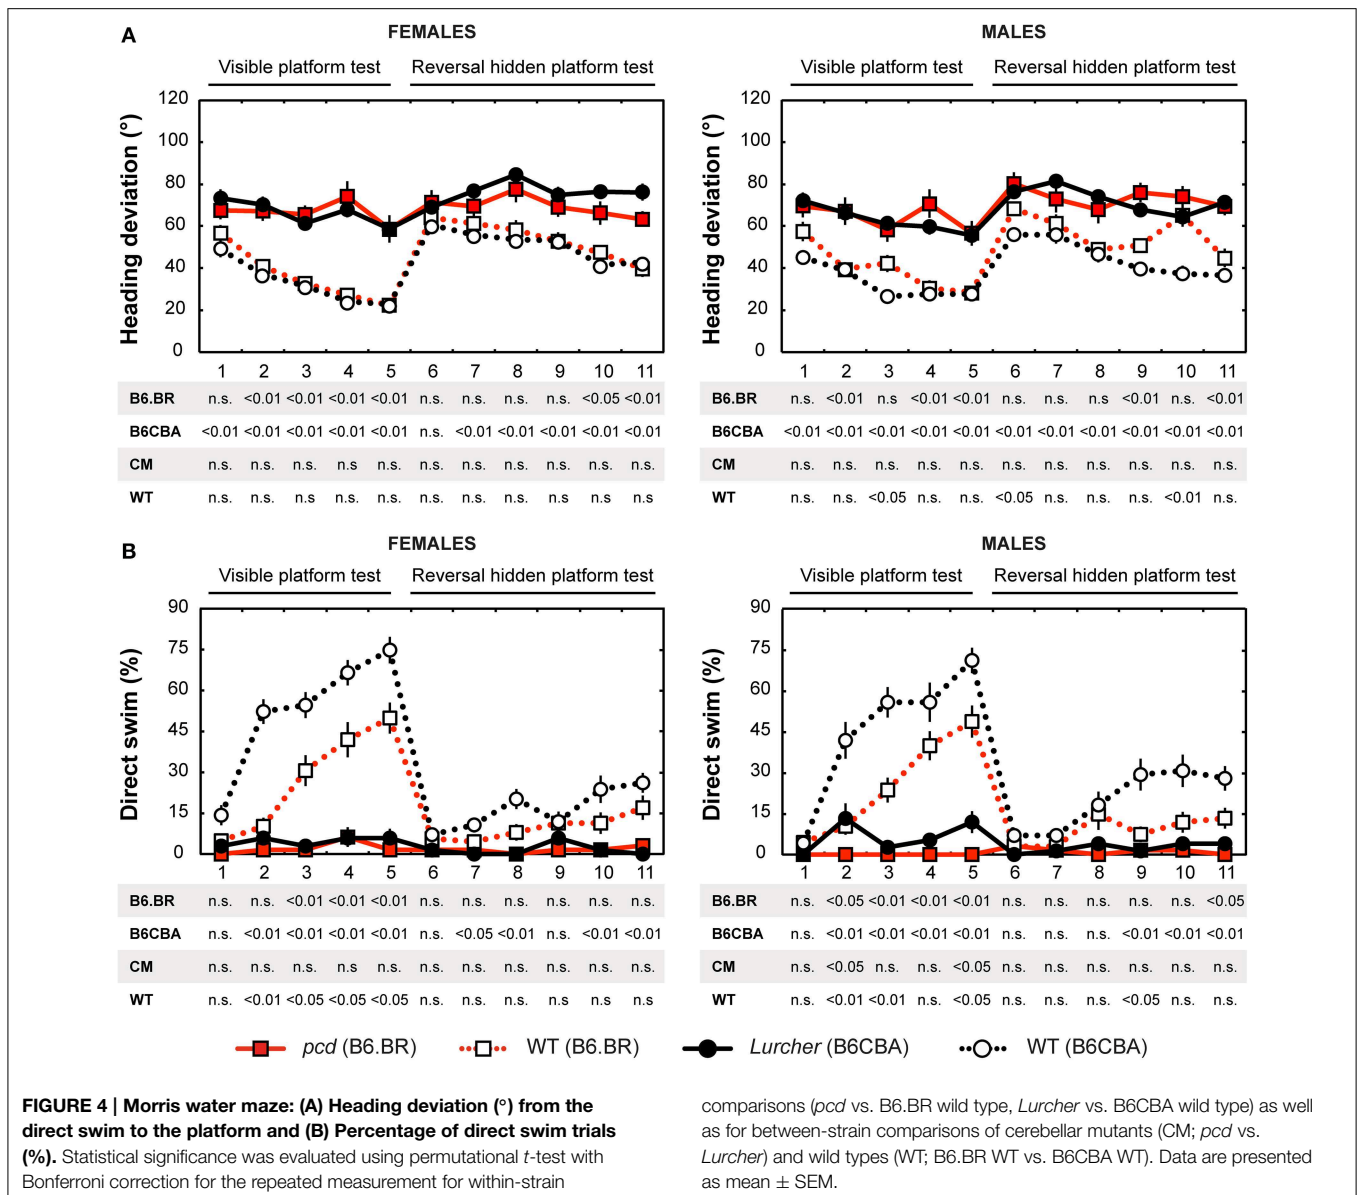 A
FEMALES
MALES
Visible platform test
Reversal hidden platform test
Visible platform test
Reversal hidden platform test
Heading deviation (°)
120
100
80
60
40
20
0
1 2 3 4 5 6 7 8 9 10 11
Heading deviation (°)
120
100
80
60
40
20
0
1 2 3 4 5 6 7 8 9 10 11
B6.BR n.s. <0.01 <0.01 <0.01 <0.01 n.s. n.s. n.s. n.s. <0.05 <0.01
B6CBA <0.01 <0.01 <0.01 <0.01 <0.01 n.s. <0.01 <0.01 <0.01 <0.01 <0.01
CM n.s. n.s. n.s. n.s n.s. n.s. n.s. n.s. n.s. n.s. n.s.
WT n.s. n.s. n.s n.s. n.s. n.s. n.s. n.s. n.s. n.s n.s
B6.BR n.s. <0.01 n.s <0.01 <0.01 n.s. n.s. n.s <0.01 n.s. <0.01
B6CBA <0.01 <0.01 <0.01 <0.01 <0.01 <0.01 <0.01 <0.01 <0.01 <0.01 <0.01
CM n.s. n.s. n.s. n.s. n.s. n.s. n.s. n.s. n.s. n.s. n.s.
WT n.s. n.s. <0.05 n.s. n.s. <0.05 n.s. n.s. n.s. <0.01 n.s.
B
FEMALES
MALES
Visible platform test
Reversal hidden platform test
Visible platform test
Reversal hidden platform test
Direct swim (%)
90
75
60
45
30
15
0
1 2 3 4 5 6 7 8 9 10 11
Direct swim (%)
90
75
60
45
30
15
0
1 2 3 4 5 6 7 8 9 10 11
B6.BR n.s. n.s. <0.01 <0.01 <0.01 n.s. n.s. n.s. n.s. n.s. n.s.
B6CBA n.s. <0.01 <0.01 <0.01 <0.01 n.s. <0.05 <0.01 n.s. <0.01 <0.01
CM n.s. n.s. n.s. n.s n.s. n.s. n.s. n.s. n.s. n.s. n.s.
WT n.s. <0.01 <0.05 <0.05 <0.05 n.s. n.s. n.s. n.s n.s n.s
B6.BR n.s. <0.05 <0.01 <0.01 <0.01 n.s. n.s. n.s. n.s. n.s. <0.05
B6CBA n.s. <0.01 <0.01 <0.01 <0.01 n.s. n.s. n.s. <0.01 <0.01 <0.01
CM n.s. <0.05 n.s. n.s. <0.05 n.s. n.s. n.s. n.s. n.s. n.s.
WT n.s. <0.01 <0.01 n.s. <0.05 n.s. n.s. n.s. <0.05 n.s. n.s.
pcd (B6.BR) WT (B6.BR) Lurcher (B6CBA) WT (B6CBA)
FIGURE 4 | Morris water maze: (A) Heading deviation (°) from the
direct swim to the platform and (B) Percentage of direct swim trials
(%). Statistical significance was evaluated using permutational t-test with
Bonferroni correction for the repeated measurement for within-strain
comparisons (pcd vs. B6.BR wild type, Lurcher vs. B6CBA wild type) as well
as for between-strain comparisons of cerebellar mutants (CM; pcd vs.
Lurcher) and wild types (WT; B6.BR WT vs. B6CBA WT). Data are presented
as mean ± SEM.